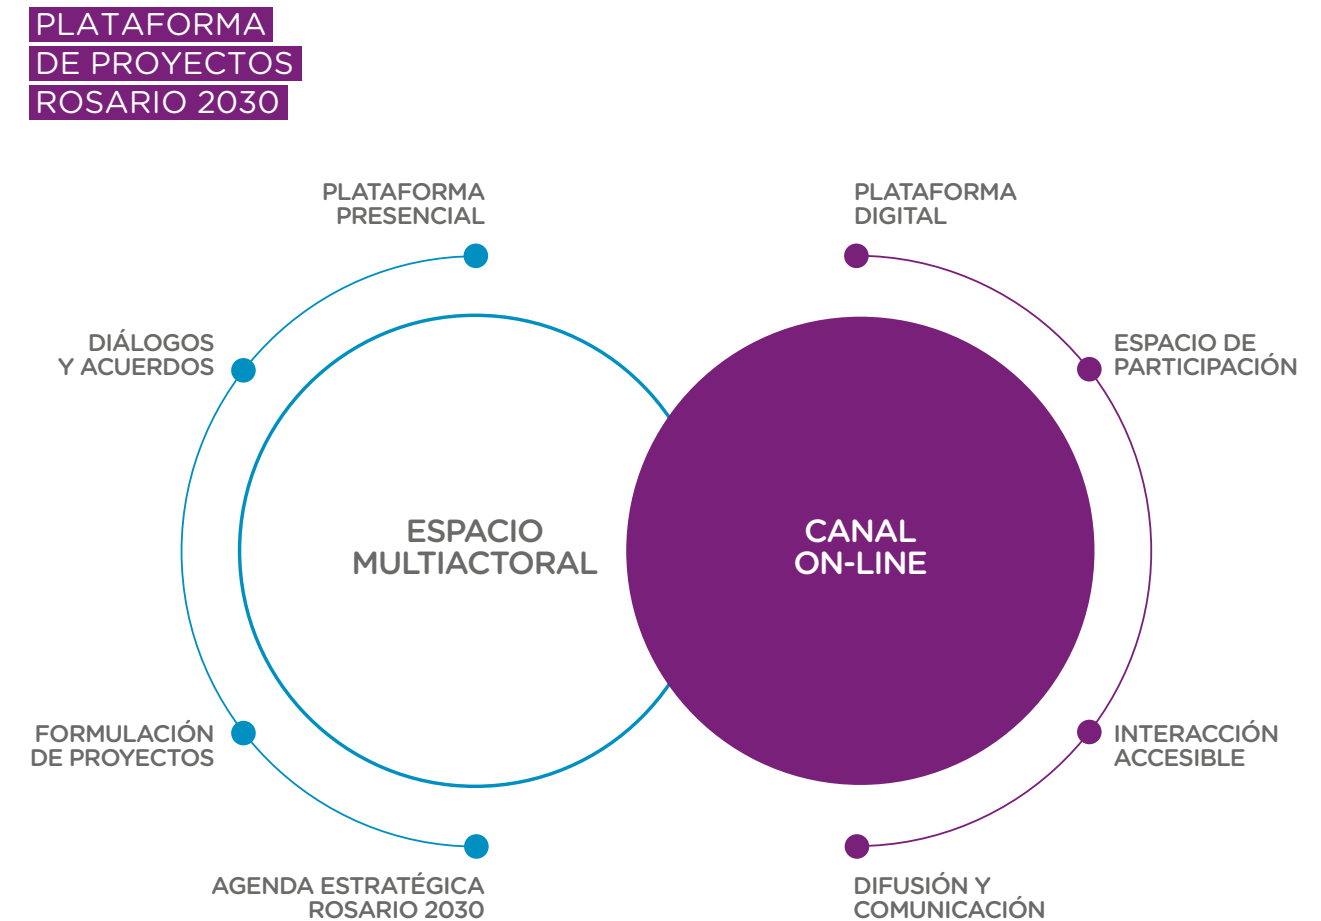 PLATAFORMA
DE PROYECTOS
ROSARIO 2030
PLATAFORMA
PRESENCIAL
DIÁLOGOS
Y ACUERDOS
ESPACIO
MULTIACTORAL
FORMULACIÓN
DE PROYECTOS
AGENDA ESTRATÉGICA
ROSARIO 2030
PLATAFORMA
DIGITAL
ESPACIO DE
PARTICIPACIÓN
CANAL
ON-LINE
INTERACCIÓN
ACCESIBLE
DIFUSIÓN Y
COMUNICACIÓN